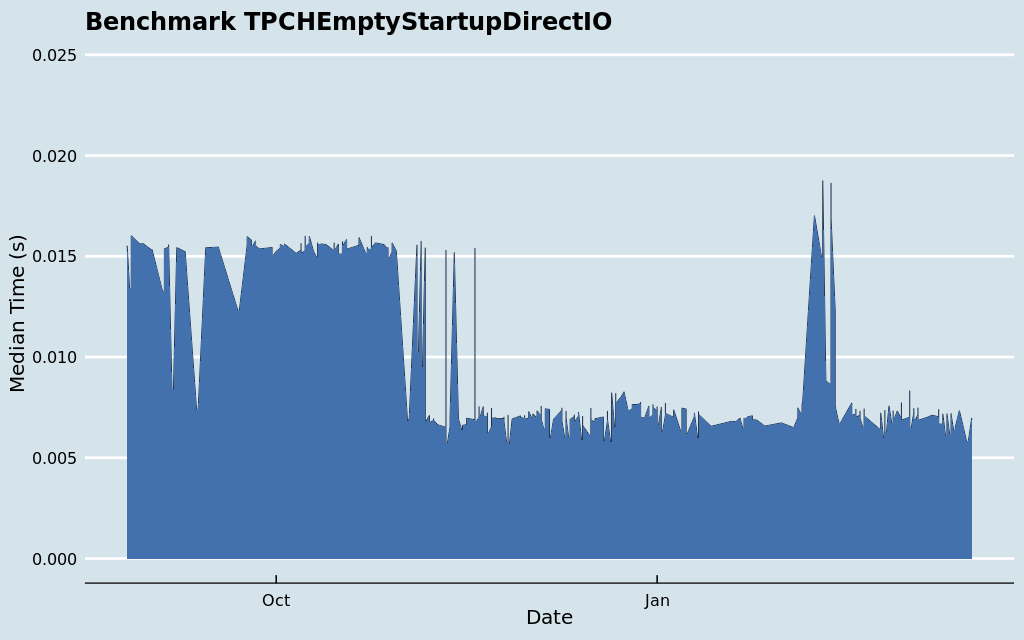 Benchmark TPCHEmptyStartupDirectIO
0.025
0.020
0.015
0.010
0.005
0.000
Median Time (s)
Oct
Jan
Date